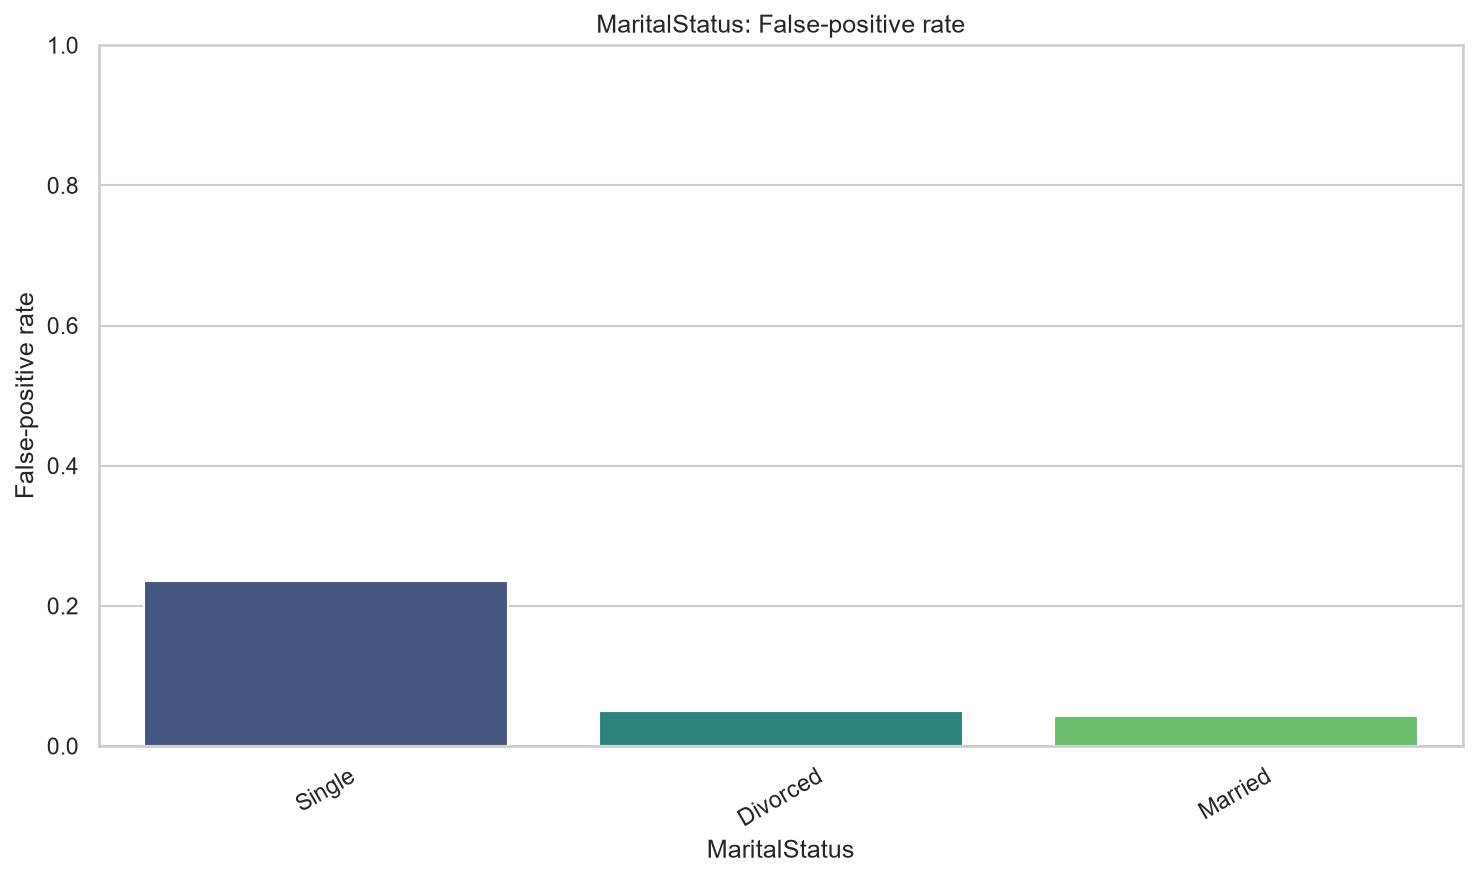 MaritalStatus: False-positive rate
1.0
0.8
0.6
0.4
0.2
0.0
False-positive rate
Single
Divorced
Married
MaritalStatus